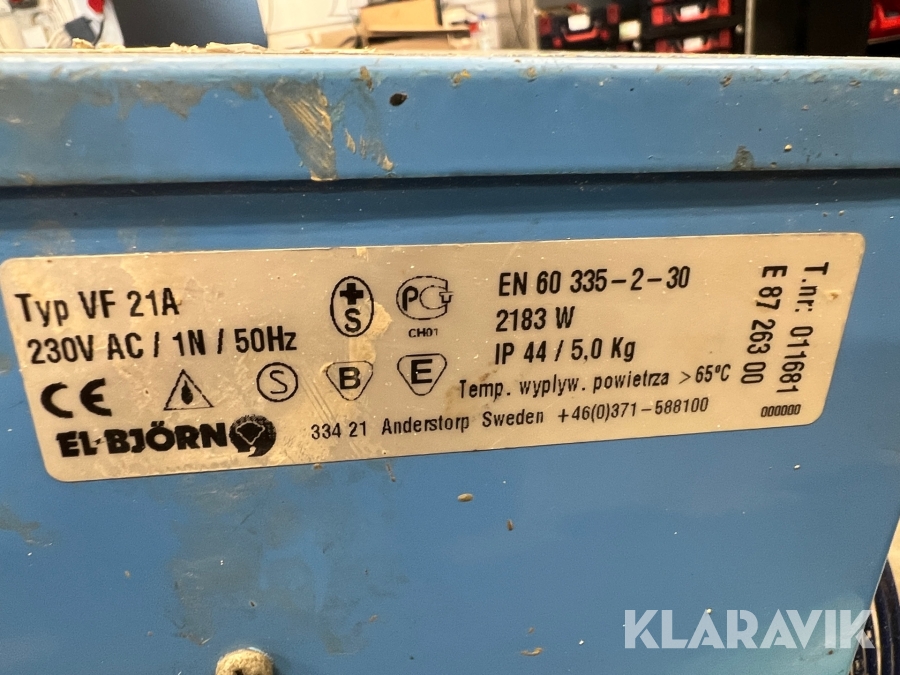 Typ VF 21A
230V AC / 1N / 50Hz
CE
S
EL-BJÖRN
+
S
PCT
CH01
B
E
EN 60 335-2-30
2183 W
IP 44 / 5,0 Kg
Temp. wypływ. powietrza >65°C
334 21 Anderstorp Sweden +46(0)371-588100
T.nr: 011681
E 87 263 00
000000
KLARAVIK